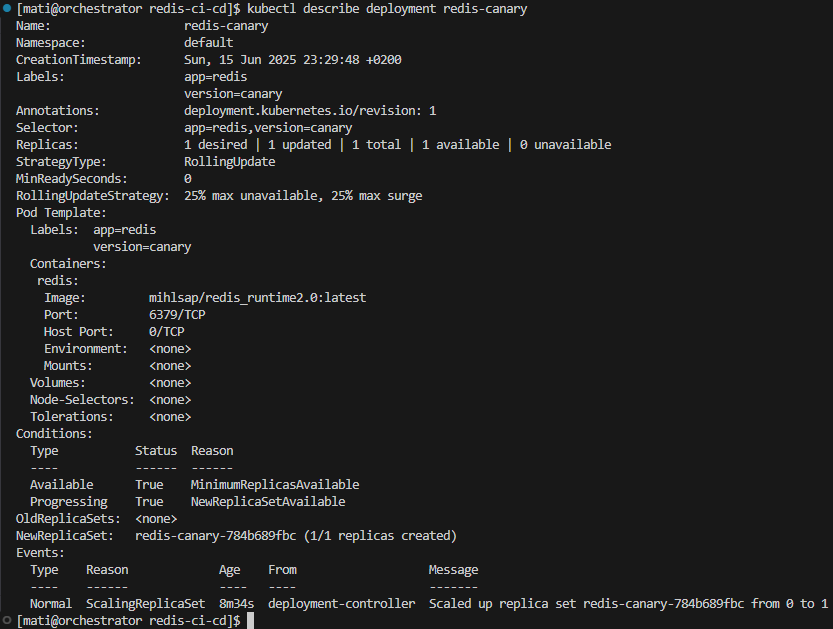 [mati@orchestrator redis-ci-cd]$ kubectl describe deployment redis-canary
Name:                   redis-canary
Namespace:              default
CreationTimestamp:      Sun, 15 Jun 2025 23:29:48 +0200
Labels:                 app=redis
                        version=canary
Annotations:            deployment.kubernetes.io/revision: 1
Selector:               app=redis,version=canary
Replicas:               1 desired | 1 updated | 1 total | 1 available | 0 unavailable
StrategyType:           RollingUpdate
MinReadySeconds:        0
RollingUpdateStrategy:  25% max unavailable, 25% max surge
Pod Template:
  Labels:  app=redis
           version=canary
  Containers:
   redis:
    Image:         mihlsap/redis_runtime2.0:latest
    Port:          6379/TCP
    Host Port:     0/TCP
    Environment:   <none>
    Mounts:        <none>
  Volumes:         <none>
  Node-Selectors:  <none>
  Tolerations:     <none>
Conditions:
  Type           Status  Reason
  ----           ------  ------
  Available      True    MinimumReplicasAvailable
  Progressing    True    NewReplicaSetAvailable
OldReplicaSets:  <none>
NewReplicaSet:   redis-canary-784b689fbc (1/1 replicas created)
Events:
  Type    Reason             Age    From                   Message
  ----    ------             ----   ----                   -------
  Normal  ScalingReplicaSet  8m34s  deployment-controller  Scaled up replica set redis-canary-784b689fbc from 0 to 1
[mati@orchestrator redis-ci-cd]$